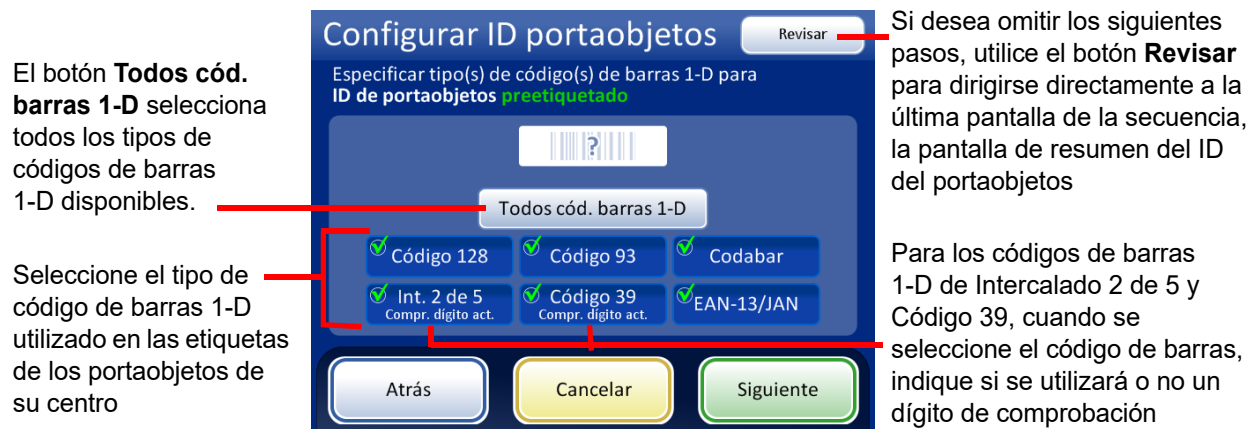 El botón Todos cód.
barras 1-D selecciona
todos los tipos de
códigos de barras
1-D disponibles.
Seleccione el tipo de
código de barras 1-D
utilizado en las etiquetas
de los portaobjetos de
su centro
Configurar ID portaobjetos
Revisar
Especificar tipo(s) de código(s) de barras 1-D para
ID de portaobjetos preetiquetado
?
Todos cód. barras 1-D
Código 128
Código 93
Codabar
Int. 2 de 5
Compr. dígito act.
Código 39
Compr. dígito act.
EAN-13/JAN
Atrás
Cancelar
Siguiente
Si desea omitir los siguientes
pasos, utilice el botón Revisar
para dirigirse directamente a la
última pantalla de la secuencia,
la pantalla de resumen del ID
del portaobjetos
Para los códigos de barras
1-D de Intercalado 2 de 5 y
Código 39, cuando se
seleccione el código de barras,
indique si se utilizará o no un
dígito de comprobación